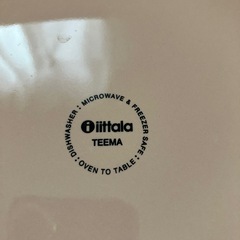 : MICROWAVE & FREEZER SAFE : OVEN TO TABLE : DISHWASHER
iittala
TEEMA